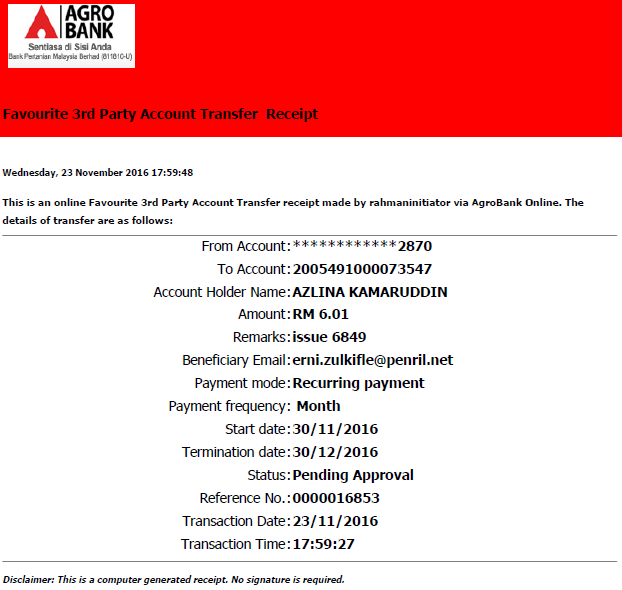 AGRO
BANK
Sentiasa di Sisi Anda
Bank Pertanian Malaysia Berhad (811810-U)
Favourite 3rd Party Account Transfer Receipt
Wednesday, 23 November 2016 17:59:48
This is an online Favourite 3rd Party Account Transfer receipt made by rahmaninitiator via AgroBank Online. The
details of transfer are as follows:
From Account:************2870
To Account:2005491000073547
Account Holder Name:AZLINA KAMARUDDIN
Amount:RM 6.01
Remarks:issue 6849
Beneficiary Email:erni.zulkifle@penril.net
Payment mode:Recurring payment
Payment frequency: Month
Start date:30/11/2016
Termination date:30/12/2016
Status:Pending Approval
Reference No.:0000016853
Transaction Date:23/11/2016
Transaction Time:17:59:27
Disclaimer: This is a computer generated receipt. No signature is required.